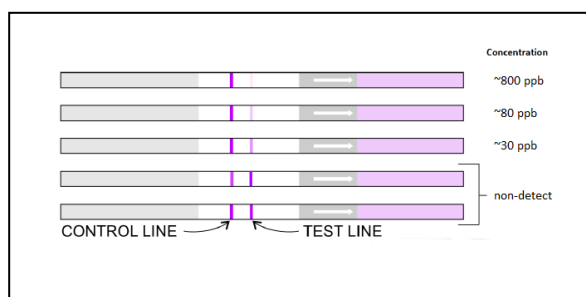 Concentration
~800 ppb
~80 ppb
~30 ppb
non-detect
CONTROL LINE
TEST LINE